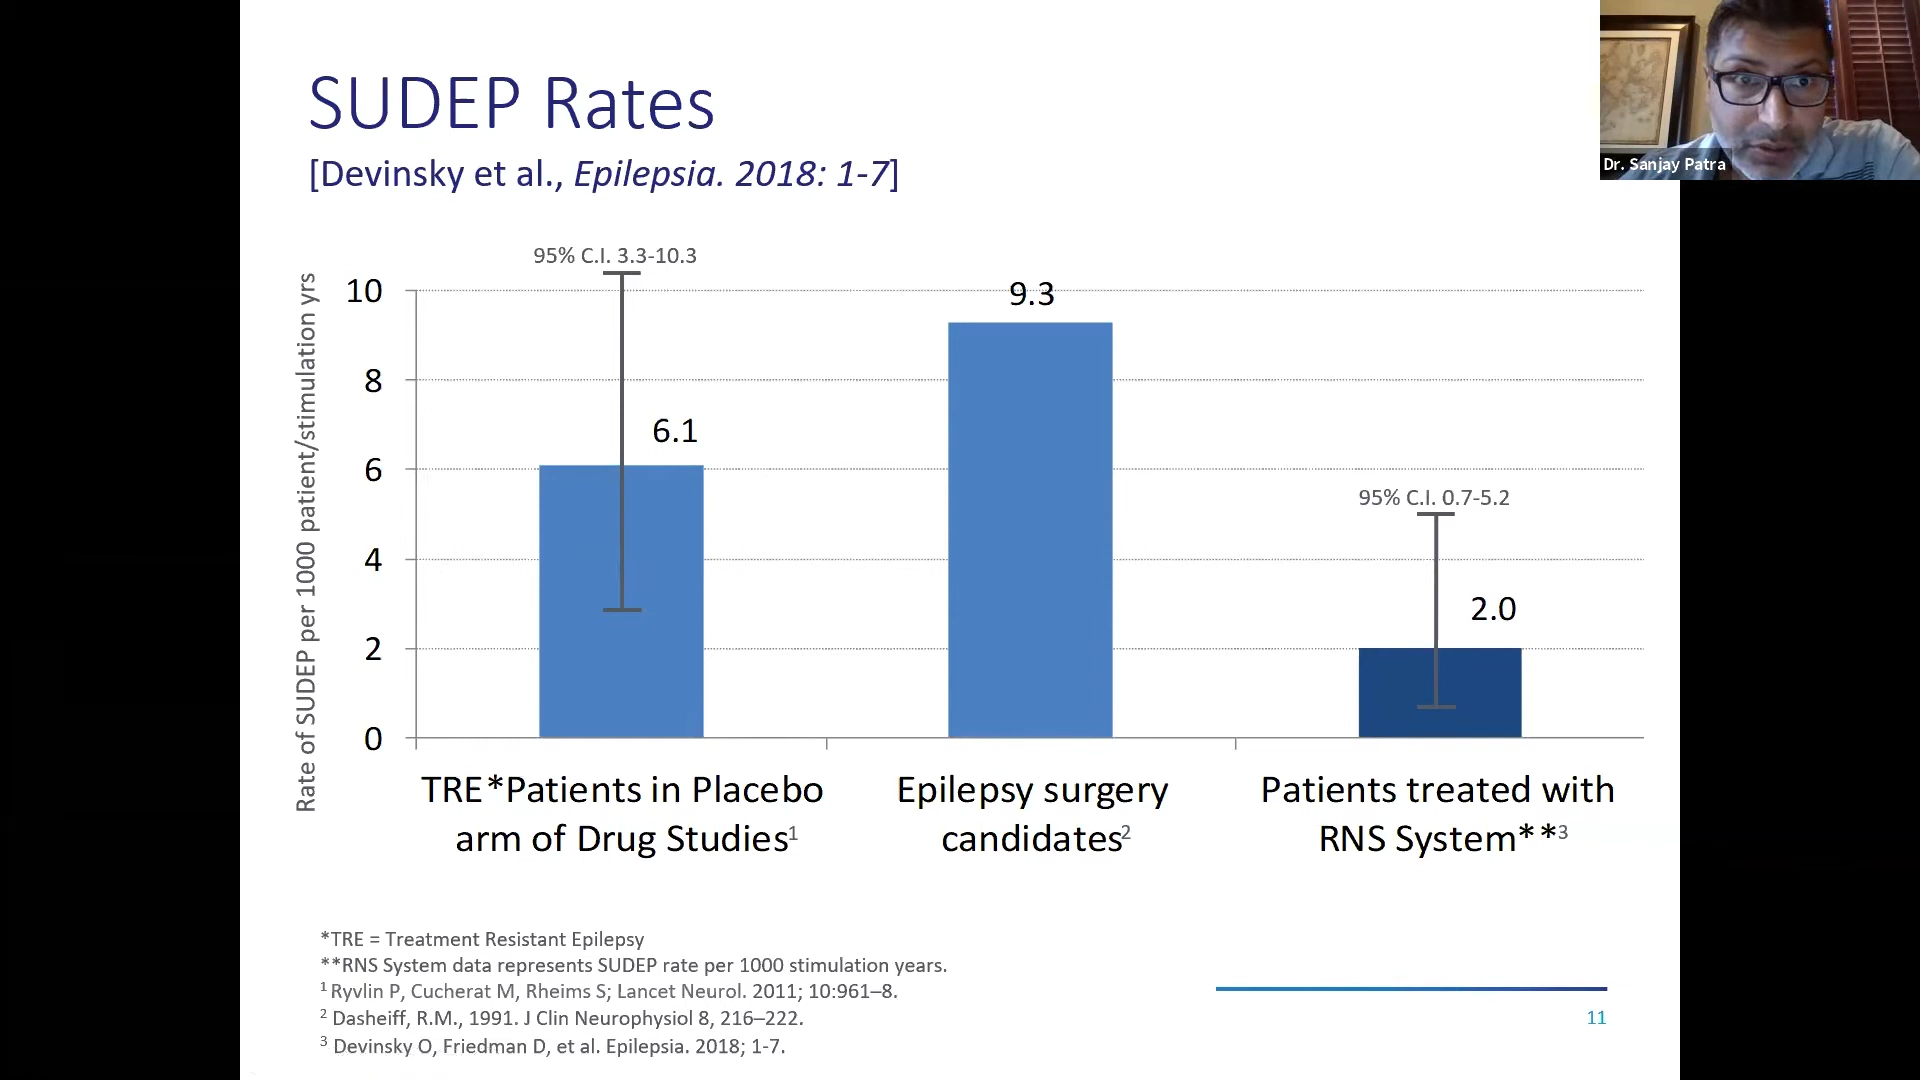 SUDEP Rates
[Devinsky et al., Epilepsia. 2018: 1-7]
Dr. Sanjay Patra
Rate of SUDEP per 1000 patient/stimulation yrs
10
8
6
4
2
0
95% C.I. 3.3-10.3
6.1
9.3
95% C.I. 0.7-5.2
2.0
TRE*Patients in Placebo
arm of Drug Studies1
Epilepsy surgery
candidates2
Patients treated with
RNS System**3
*TRE = Treatment Resistant Epilepsy
**RNS System data represents SUDEP rate per 1000 stimulation years.
1 Ryvlin P, Cucherat M, Rheims S; Lancet Neurol. 2011; 10:961–8.
2 Dasheiff, R.M., 1991. J Clin Neurophysiol 8, 216–222.
3 Devinsky O, Friedman D, et al. Epilepsia. 2018; 1-7.
11